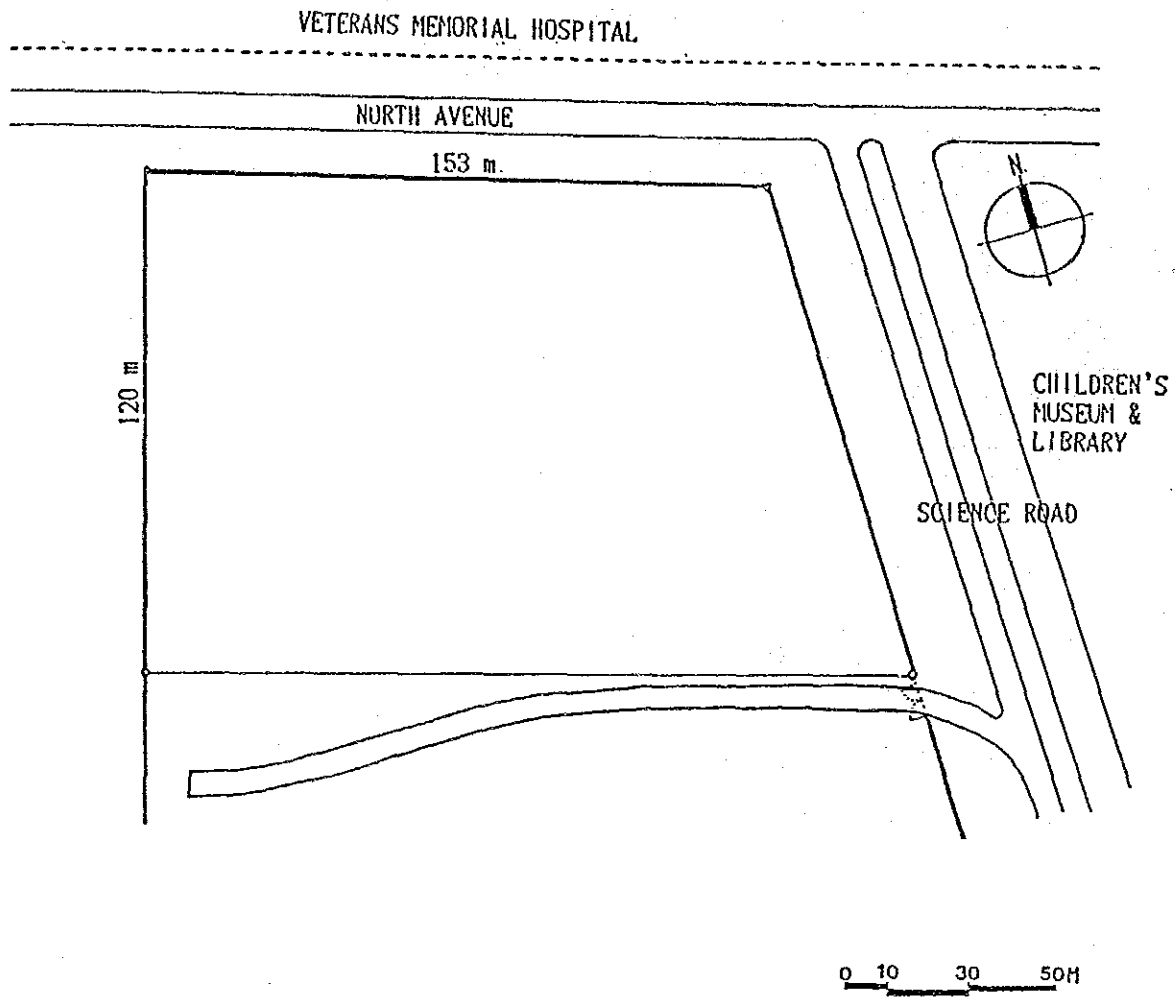 VETERANS MEMORIAL HOSPITAL
NORTH AVENUE
153 m.
N.
120 m
CHILDREN'S
MUSEUM &
LIBRARY
SCIENCE ROAD
0 10 30 50M